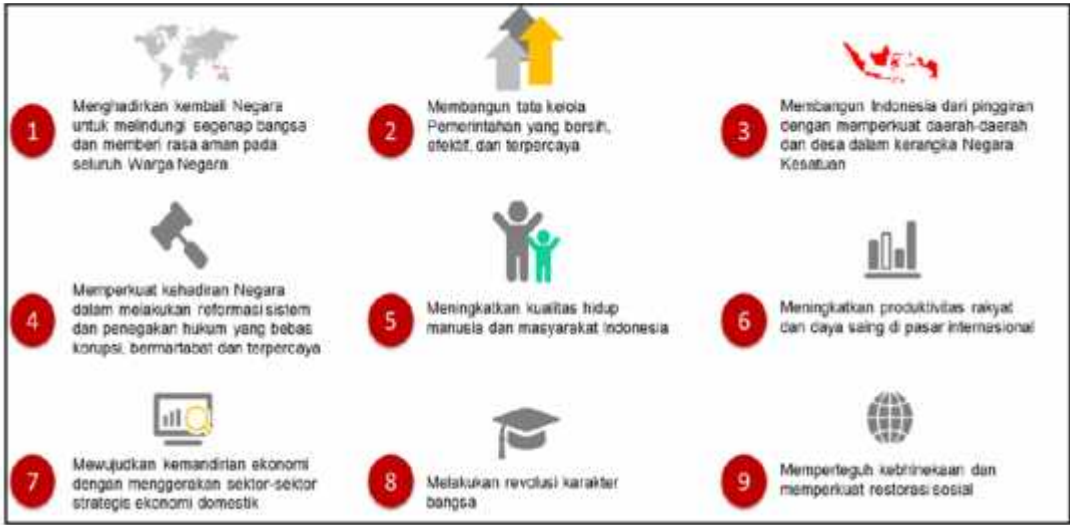 1
Menghadirkan kembali Negara
untuk melindungi segenap bangsa
dan memberi rasa aman pada
seluruh Warga Negara
2
Membangun tata kelola
Pemerintahan yang bersih,
efektif, dan terpercaya
3
Membangun Indonesia dari pinggiran
dengan memperkuat daerah-daerah
dan desa dalam kerangka Negara
Kesatuan
4
Memperkuat kehadiran Negara
dalam melakukan reformasi sistem
dan penegakan hukum yang bebas
korupsi, bermartabat dan terpercaya
5
Meningkatkan kualitas hidup
manusia dan masyarakat Indonesia
6
Meningkatkan produktivitas rakyat
dan daya saing di pasar internasional
7
Mewujudkan kemandirian ekonomi
dengan menggerakan sektor-sektor
strategis ekonomi domestik
8
Melakukan revolusi karakter
bangsa
9
Memperteguh kebhinekaan dan
memperkuat restorasi sosial